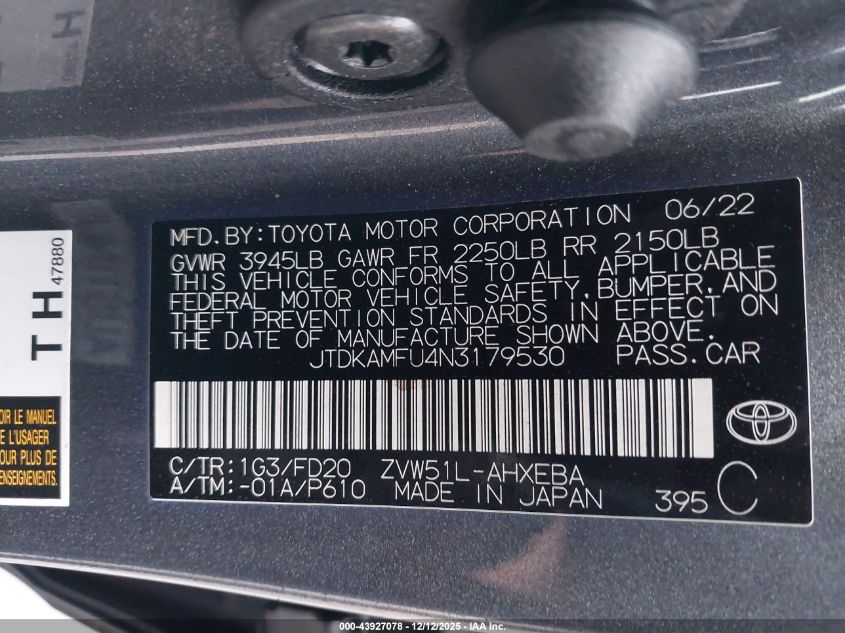 H
MFD.BY:TOYOTA MOTOR CORPORATION 06/22
GVWR 3945LB GAWR FR 2250LB RR 2150LB
THIS VEHICLE CONFORMS TO ALL APPLICABLE
FEDERAL MOTOR VEHICLE SAFETY, BUMPER, AND
THEFT PREVENTION STANDARDS IN EFFECT ON
THE DATE OF MANUFACTURE SHOWN ABOVE.
JTDKAMFU4N3179530 PASS.CAR
C/TR:1G3/FD20 ZVW51L-AHXEBA
A/TM:-01A/P610 MADE IN JAPAN 395 C
TH 47880
OIR LE MANUEL
E L'USAGER
OUR PLUS DE
ENSEIGNEMENTS.
000-43927078 - 12/12/2025 - IAA Inc.